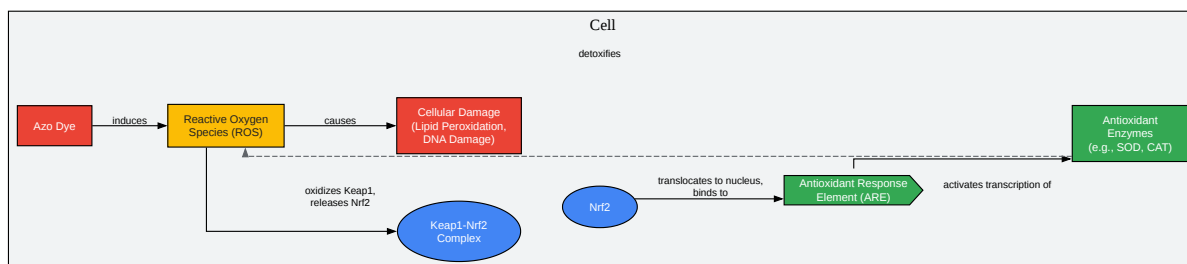 Cell
detoxifies
Azo Dye
induces
Reactive Oxygen
Species (ROS)
causes
Cellular Damage
(Lipid Peroxidation,
DNA Damage)
Antioxidant
Enzymes
(e.g., SOD, CAT)
oxidizes Keap1,
releases Nrf2
Keap1-Nrf2
Complex
Nrf2
translocates to nucleus,
binds to
Antioxidant Response
Element (ARE)
activates transcription of